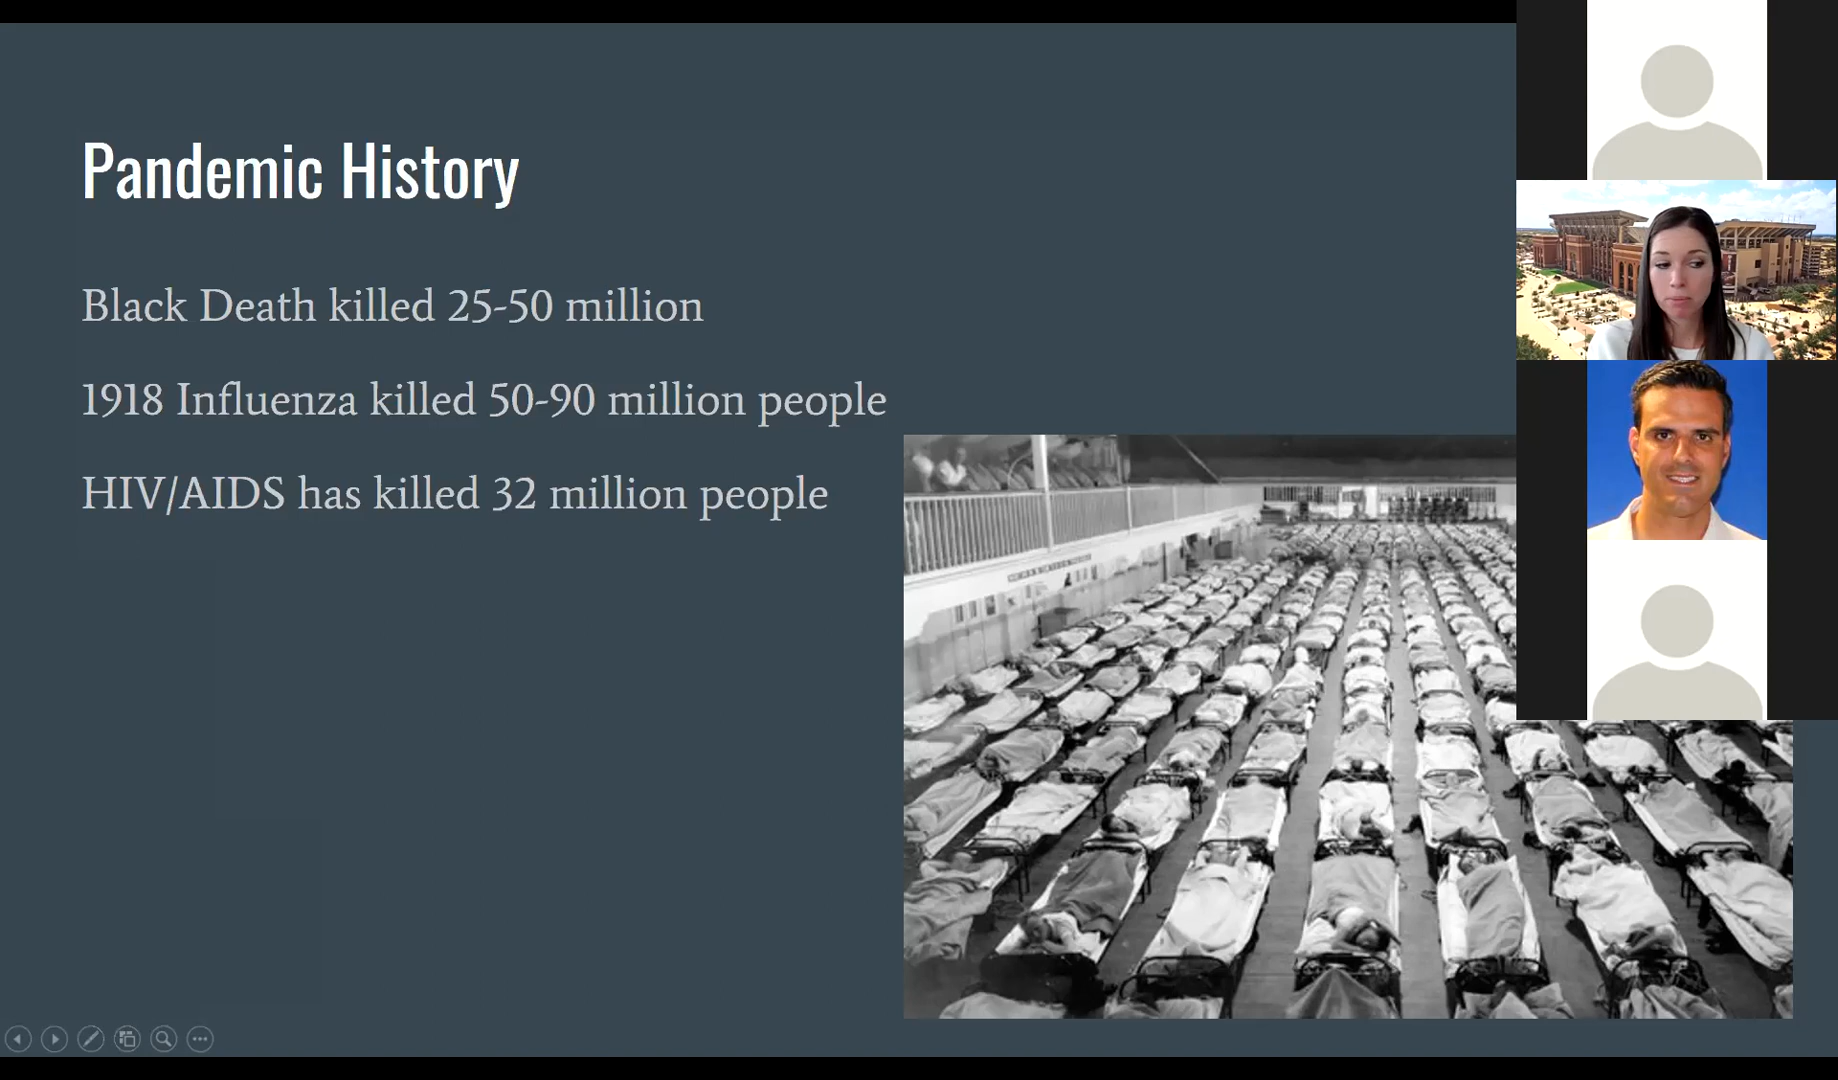 Pandemic History
Black Death killed 25-50 million
1918 Influenza killed 50-90 million people
HIV/AIDS has killed 32 million people